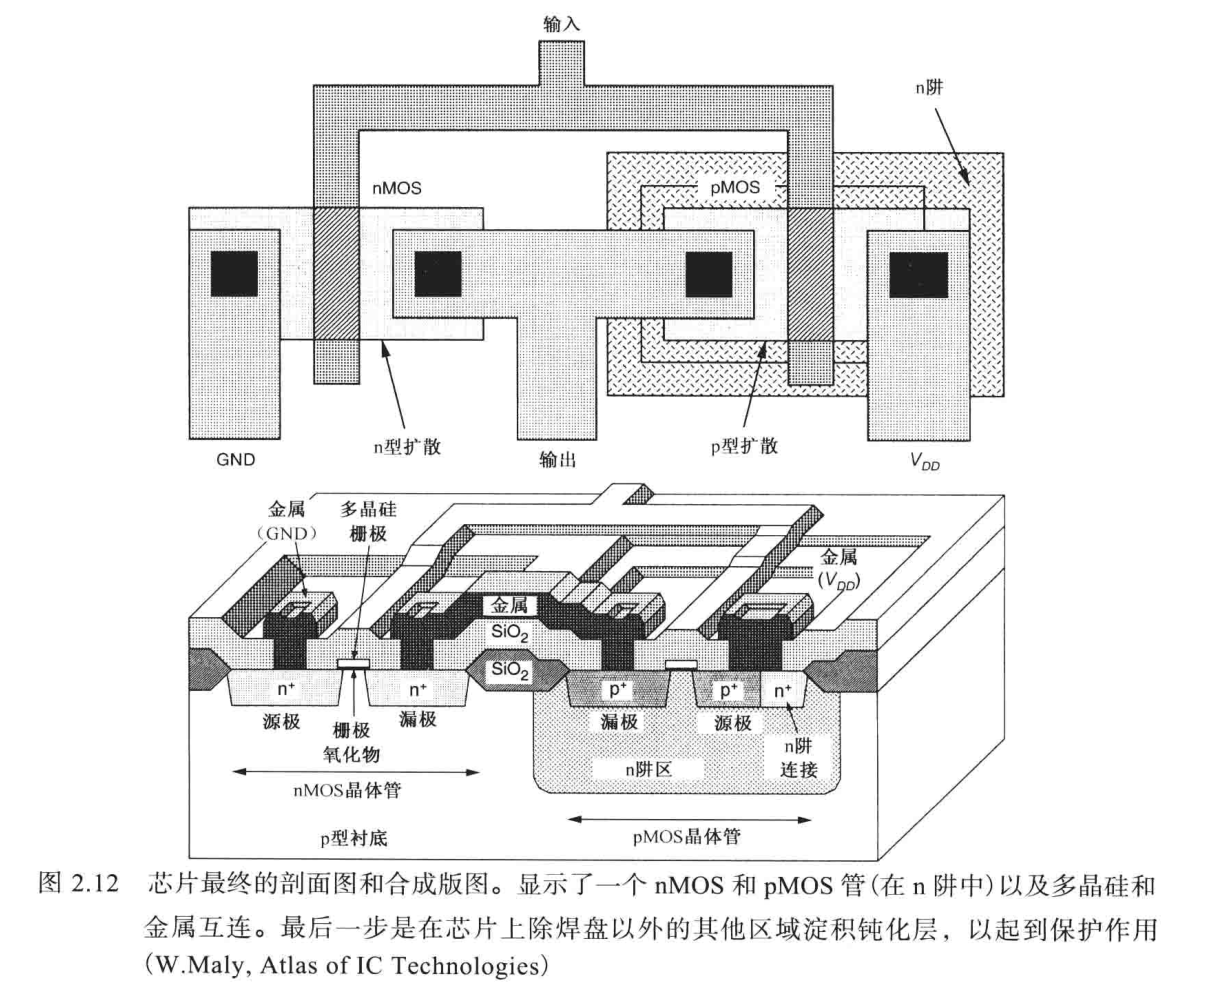 输入
n阱
nMOS
pMOS
n型扩散
p型扩散
GND
输出
VDD
金属
(GND)
多晶硅
栅极
金属
(VDD)
金属
SiO2
SiO2
n+
n+
p+
p+
n+
源极
漏极
漏极
源极
栅极
氧化物
n阱
连接
n阱区
nMOS晶体管
pMOS晶体管
p型衬底
图 2.12 芯片最终的剖面图和合成版图。显示了一个 nMOS 和 pMOS 管(在 n 阱中)以及多晶硅和
金属互连。最后一步是在芯片上除焊盘以外的其他区域淀积钝化层，以起到保护作用
(W.Maly, Atlas of IC Technologies)